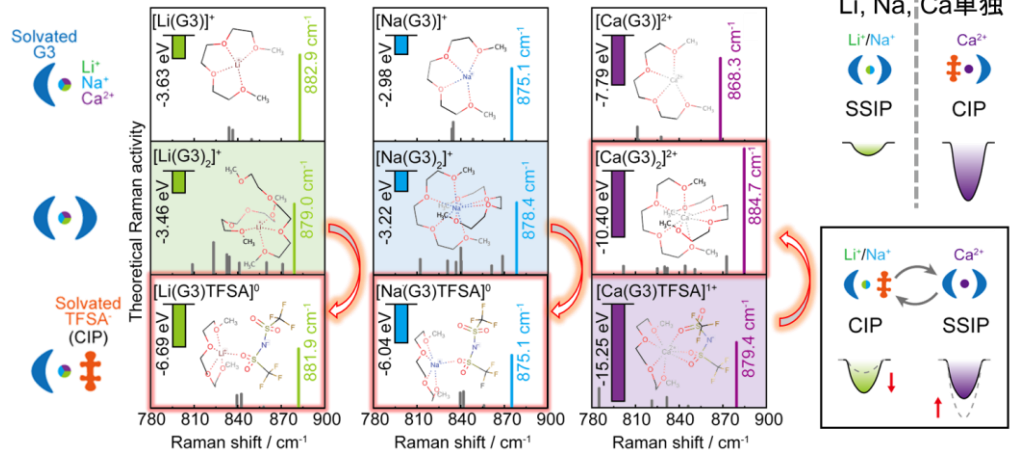 Li, Na, Ca単独
Solvated
G3
Li⁺
Na⁺
Ca²⁺
Solvated
TFSA⁻
(CIP)
Theoretical Raman activity
[Li(G3)]⁺
-3.63 eV
882.9 cm⁻¹
[Na(G3)]⁺
-2.98 eV
875.1 cm⁻¹
[Ca(G3)]²⁺
-7.79 eV
868.3 cm⁻¹
[Li(G3)₂]⁺
-3.46 eV
879.0 cm⁻¹
[Na(G3)₂]⁺
-3.22 eV
878.4 cm⁻¹
[Ca(G3)₂]²⁺
-10.40 eV
884.7 cm⁻¹
[Li(G3)TFSA]⁰
-6.69 eV
881.9 cm⁻¹
[Na(G3)TFSA]⁰
-6.04 eV
875.1 cm⁻¹
[Ca(G3)TFSA]¹⁺
-15.25 eV
879.4 cm⁻¹
780 810 840 870 900
780 810 840 870 900
780 810 840 870 900
Raman shift / cm⁻¹
Raman shift / cm⁻¹
Raman shift / cm⁻¹
Li⁺/Na⁺
Ca²⁺
SSIP
CIP
Li⁺/Na⁺
Ca²⁺
CIP
SSIP